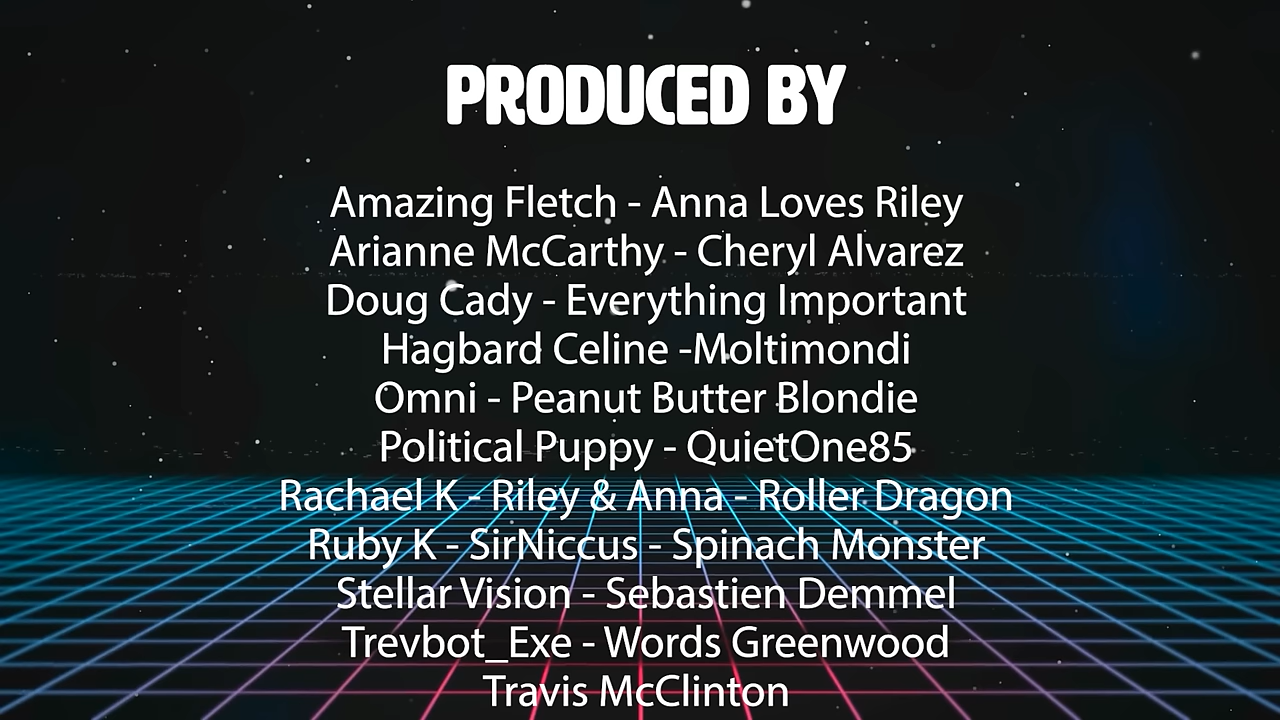 PRODUCED BY
Amazing Fletch - Anna Loves Riley
Arianne McCarthy - Cheryl Alvarez
Doug Cady - Everything Important
Hagbard Celine -Moltimondi
Omni - Peanut Butter Blondie
Political Puppy - QuietOne85
Rachael K - Riley & Anna - Roller Dragon
Ruby K - SirNiccus - Spinach Monster
Stellar Vision - Sebastien Demmel
Trevbot_Exe - Words Greenwood
Travis McClinton